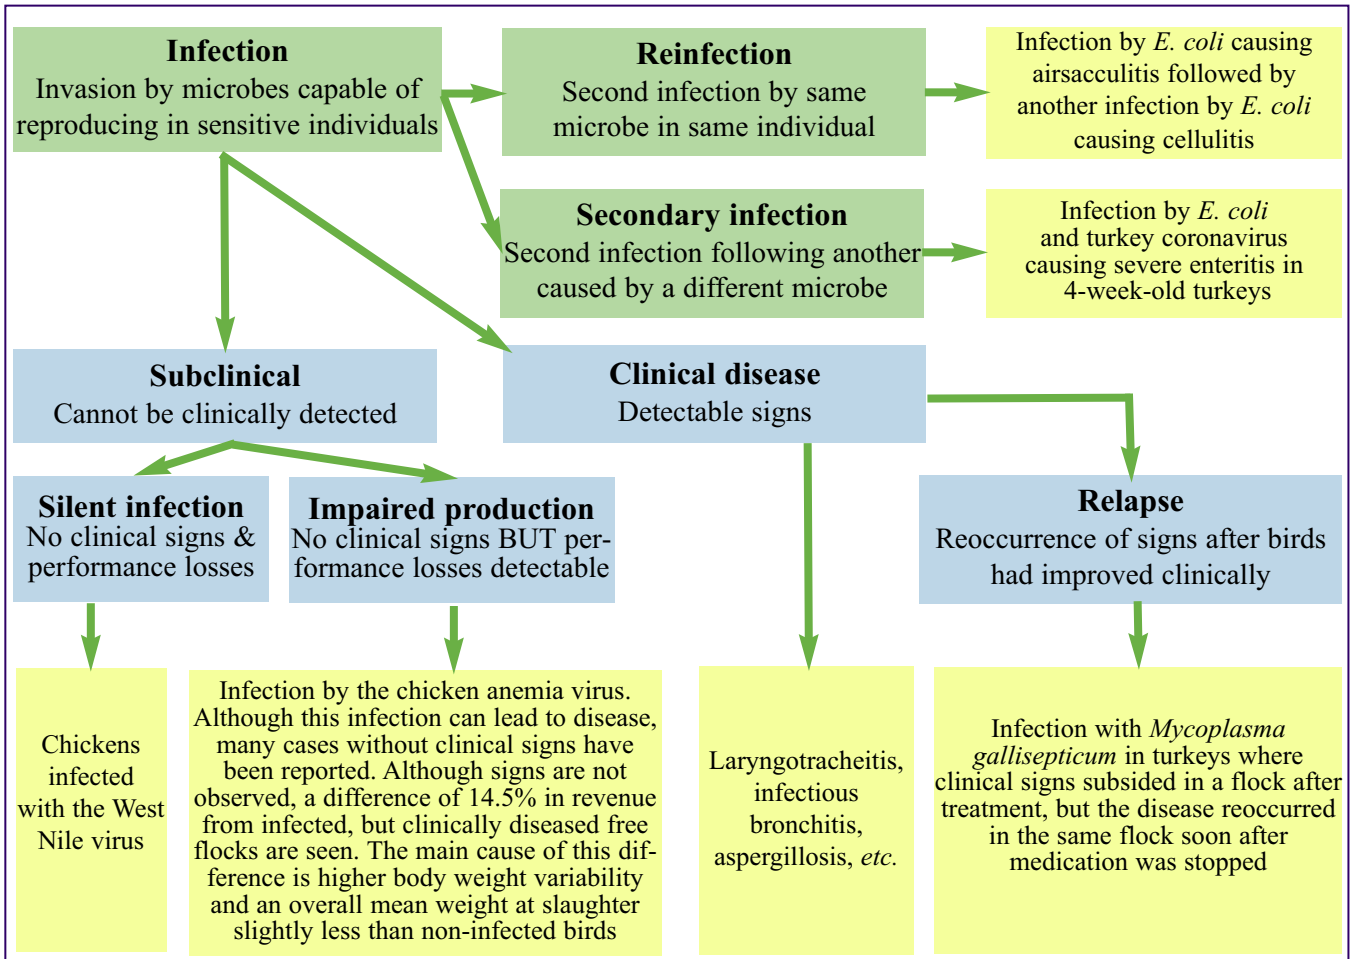 Infection
Invasion by microbes capable of
reproducing in sensitive individuals
Reinfection
Second infection by same
microbe in same individual
Infection by E. coli causing
airsacculitis followed by
another infection by E. coli
causing cellulitis
Secondary infection
Second infection following another
caused by a different microbe
Infection by E. coli
and turkey coronavirus
causing severe enteritis in
4-week-old turkeys
Subclinical
Cannot be clinically detected
Clinical disease
Detectable signs
Silent infection
No clinical signs &
performance losses
Impaired production
No clinical signs BUT per-
formance losses detectable
Relapse
Reoccurrence of signs after birds
had improved clinically
Chickens
infected
with the West
Nile virus
Infection by the chicken anemia virus.
Although this infection can lead to disease,
many cases without clinical signs have
been reported. Although signs are not
observed, a difference of 14.5% in revenue
from infected, but clinically diseased free
flocks are seen. The main cause of this dif-
ference is higher body weight variability
and an overall mean weight at slaughter
slightly less than non-infected birds
Laryngotracheitis,
infectious
bronchitis,
aspergillosis, etc.
Infection with Mycoplasma
gallisepticum in turkeys where
clinical signs subsided in a flock after
treatment, but the disease reoccurred
in the same flock soon after
medication was stopped